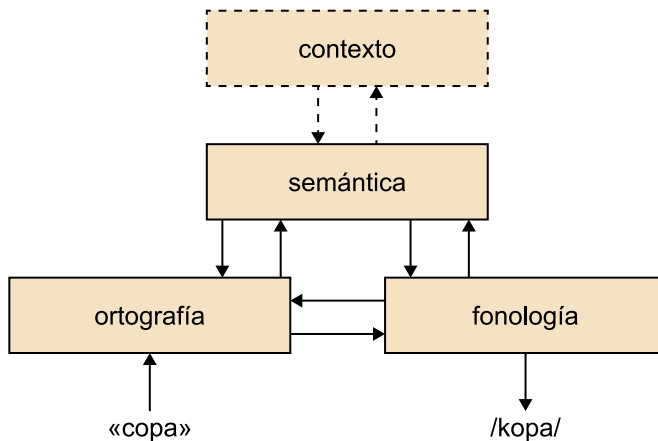 contexto
semántica
ortografía
fonología
«copa»
/kopa/